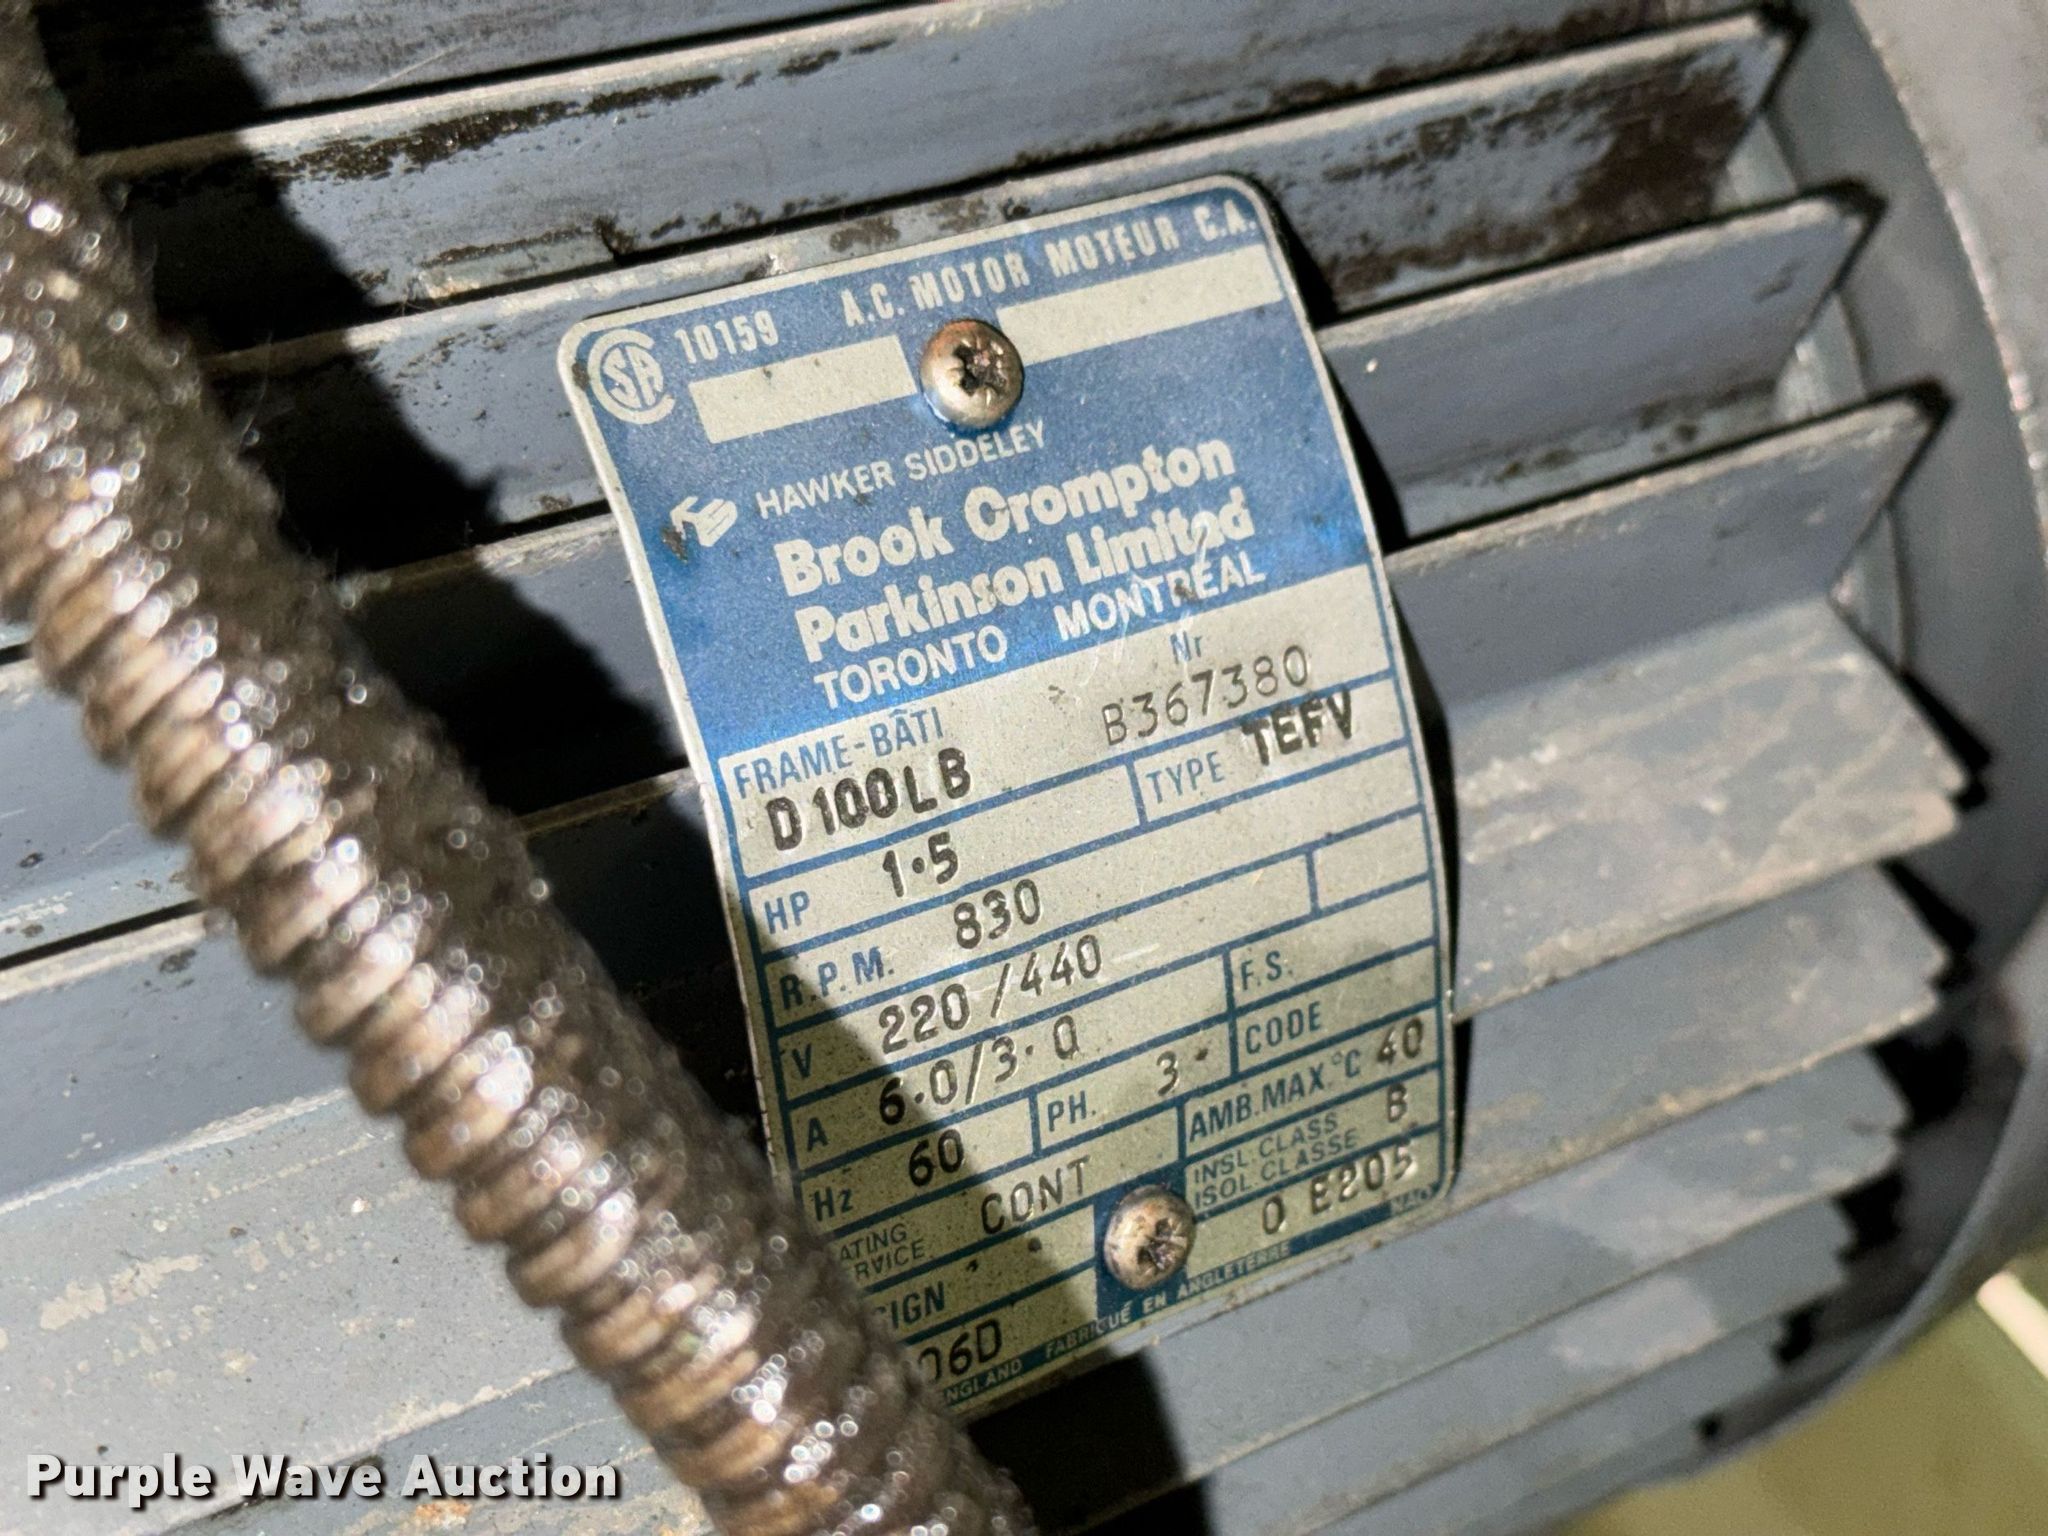 CSA 10159 A.C. MOTOR MOTEUR C.A.
HAWKER SIDDELEY
Brook Crompton
Parkinson Limited
TORONTO MONTREAL
FRAME-BÂTI Nr
D100LB B367380
HP 1.5 TYPE TEFV
R.P.M. 830
V 220/440
A 6.0/3.0 F.S.
Hz 60 PH. 3 CODE
CONT AMB.MAX.°C 40
INSL.CLASS B
ISOL.CLASSE
06D 0 E205
ENGLAND FABRIQUÉ EN ANGLETERRE
Purple Wave Auction